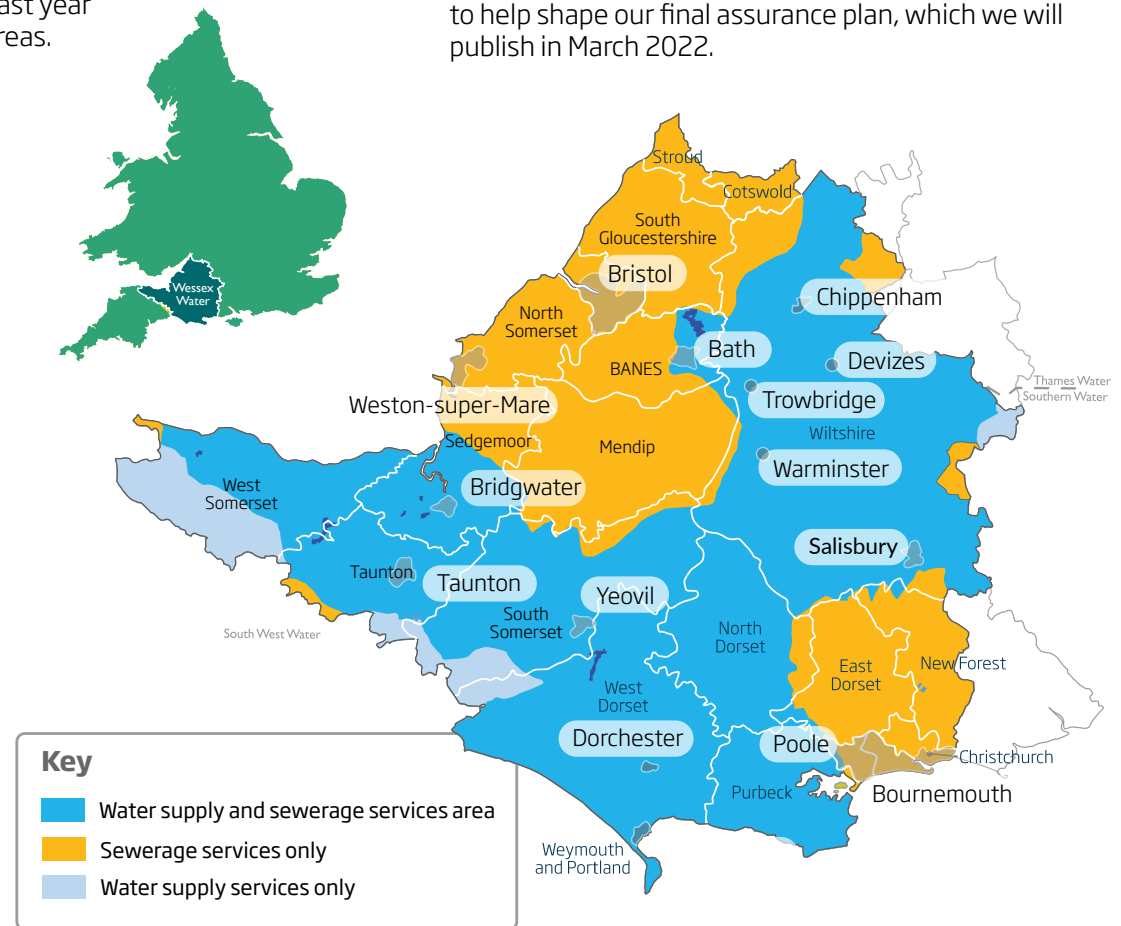 ast year
reas.
to help shape our final assurance plan, which we will
publish in March 2022.
Wessex
Water
Stroud
Cotswold
South
Gloucestershire
Bristol
Chippenham
North
Somerset
Bath
Devizes
BANES
Thames Water
Southern Water
Trowbridge
Weston-super-Mare
Wiltshire
Sedgemoor
Mendip
Warminster
West
Somerset
Bridgwater
Salisbury
Taunton
Taunton
Yeovil
South
Somerset
South West Water
North
Dorset
East
Dorset
New Forest
West
Dorset
Dorchester
Poole
Christchurch
Purbeck
Bournemouth
Weymouth
and Portland
Key
Water supply and sewerage services area
Sewerage services only
Water supply services only